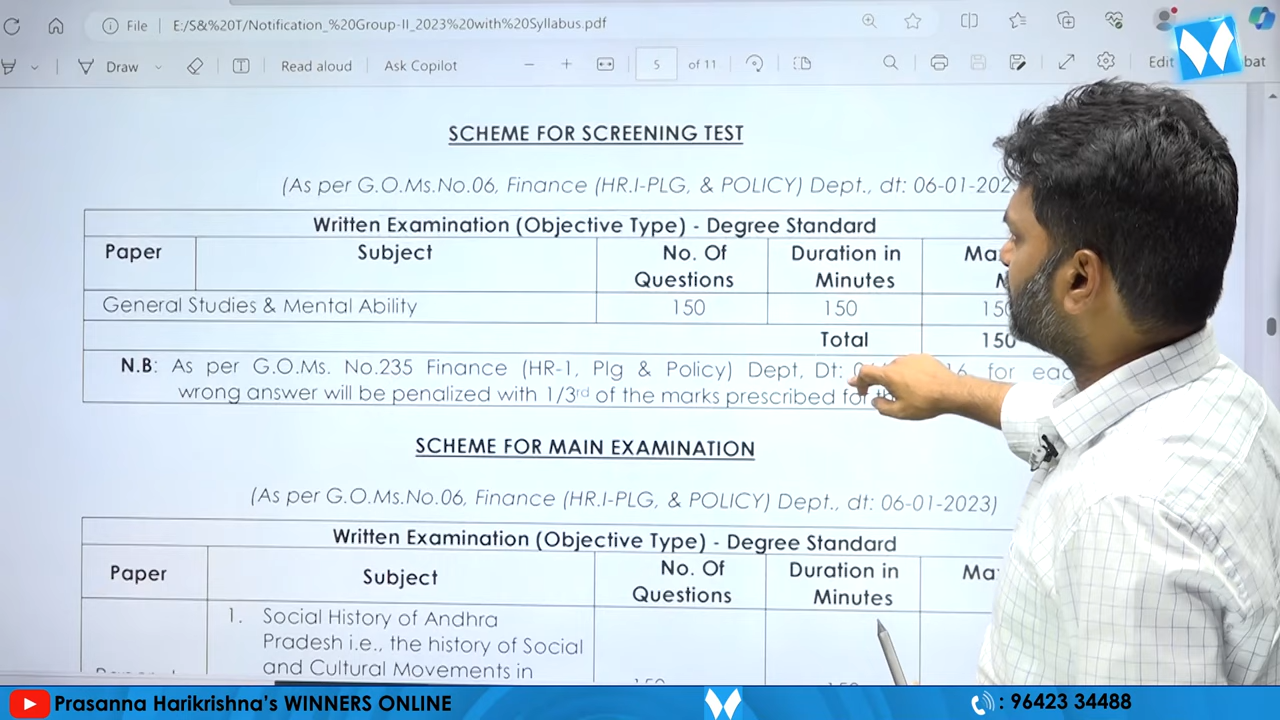 File | E:/S&%20T/Notification_%20Group-II_2023%20with%20Syllabus.pdf
Draw Read aloud Ask Copilot 5 of 11 Edit
SCHEME FOR SCREENING TEST
(As per G.O.Ms.No.06, Finance (HR.I-PLG, & POLICY) Dept., dt: 06-01-202
Written Examination (Objective Type) - Degree Standard
Paper Subject No. Of Questions Duration in Minutes
General Studies & Mental Ability 150 150 150
Total 150
N.B: As per G.O.Ms. No.235 Finance (HR-1, Plg & Policy) Dept, Dt: for
wrong answer will be penalized with 1/3rd of the marks prescribed for
SCHEME FOR MAIN EXAMINATION
(As per G.O.Ms.No.06, Finance (HR.I-PLG, & POLICY) Dept., dt: 06-01-2023)
Written Examination (Objective Type) - Degree Standard
Paper Subject No. Of Questions Duration in Minutes
1. Social History of Andhra
Pradesh i.e., the history of Social
and Cultural Movements in
Prasanna Harikrishna's WINNERS ONLINE : 96423 34488